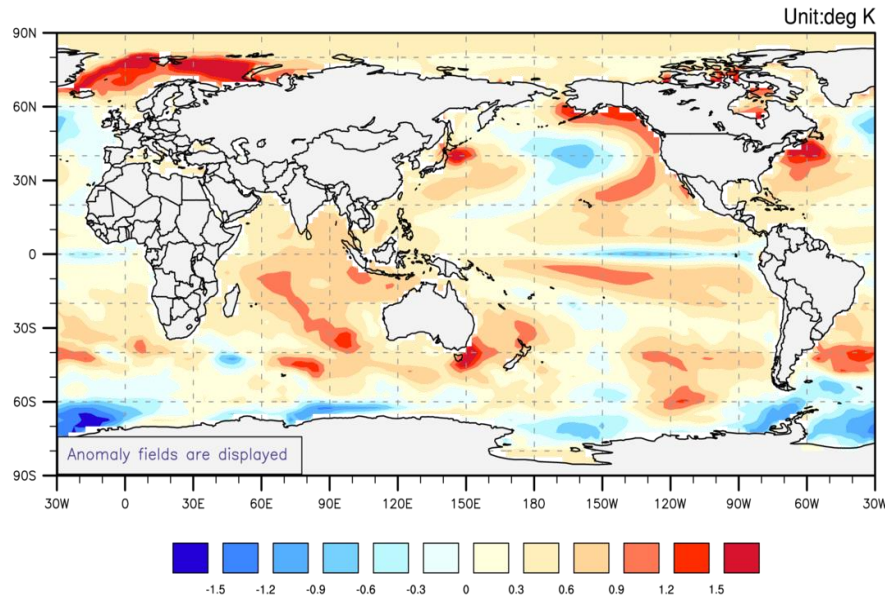 Unit:deg K
90N
60N
30N
0
30S
60S
90S
Anomaly fields are displayed
30W 0 30E 60E 90E 120E 150E 180 150W 120W 90W 60W 30W
-1.5 -1.2 -0.9 -0.6 -0.3 0 0.3 0.6 0.9 1.2 1.5